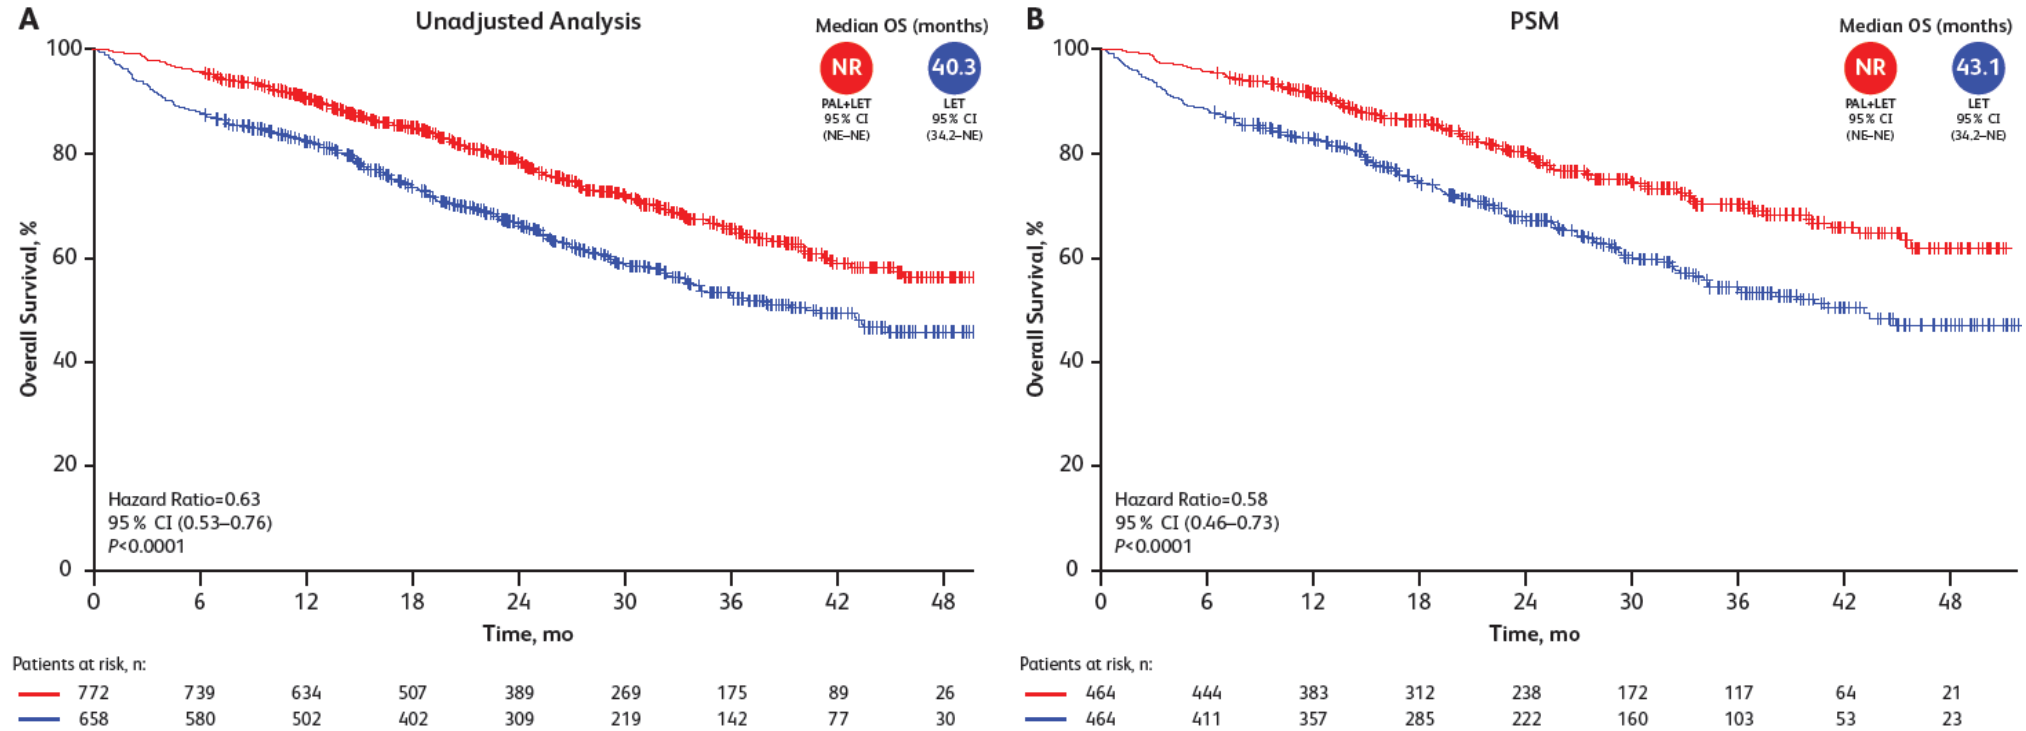 A
Unadjusted Analysis
Median OS (months)
NR
40.3
PAL+LET
95% CI
(NE–NE)
LET
95% CI
(34.2–NE)
Overall Survival, %
100
80
60
40
20
0
Hazard Ratio=0.63
95% CI (0.53–0.76)
P<0.0001
0 6 12 18 24 30 36 42 48
Time, mo
Patients at risk, n:
772 739 634 507 389 269 175 89 26
658 580 502 402 309 219 142 77 30
B
PSM
Median OS (months)
NR
43.1
PAL+LET
95% CI
(NE–NE)
LET
95% CI
(34.2–NE)
Overall Survival, %
100
80
60
40
20
0
Hazard Ratio=0.58
95% CI (0.46–0.73)
P<0.0001
0 6 12 18 24 30 36 42 48
Time, mo
Patients at risk, n:
464 444 383 312 238 172 117 64 21
464 411 357 285 222 160 103 53 23